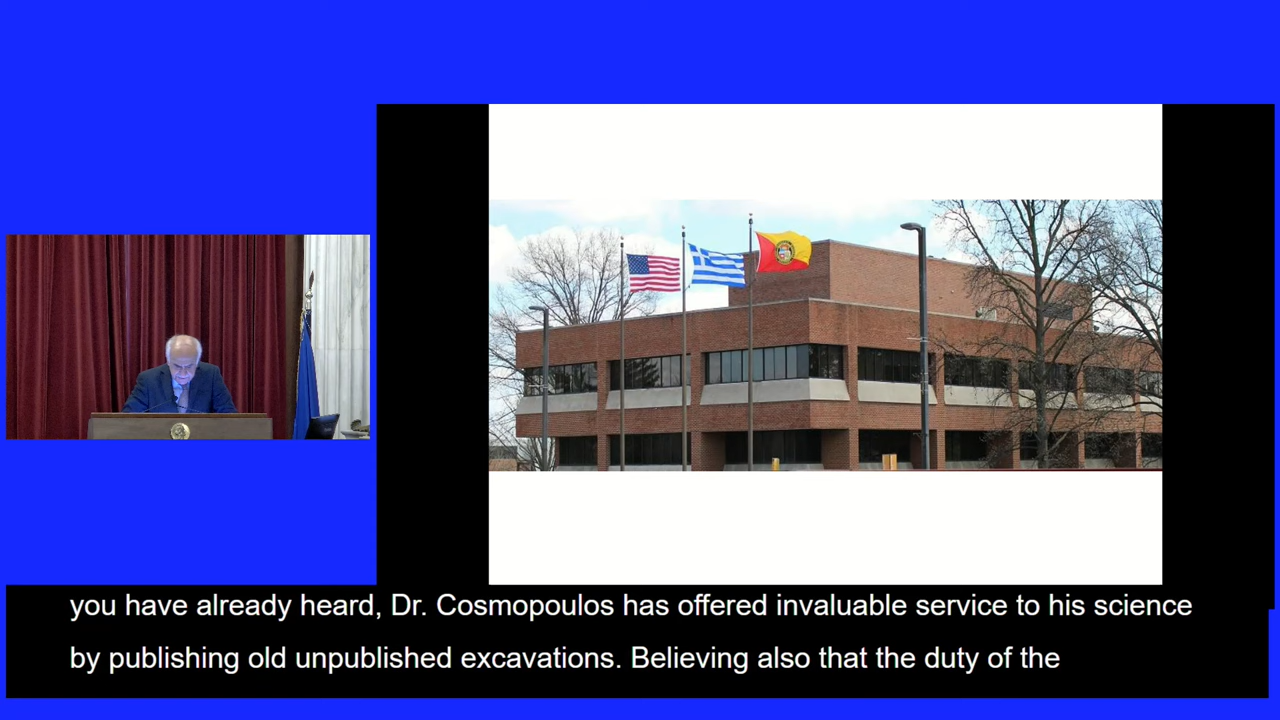 you have already heard, Dr. Cosmopoulos has offered invaluable service to his science
by publishing old unpublished excavations. Believing also that the duty of the